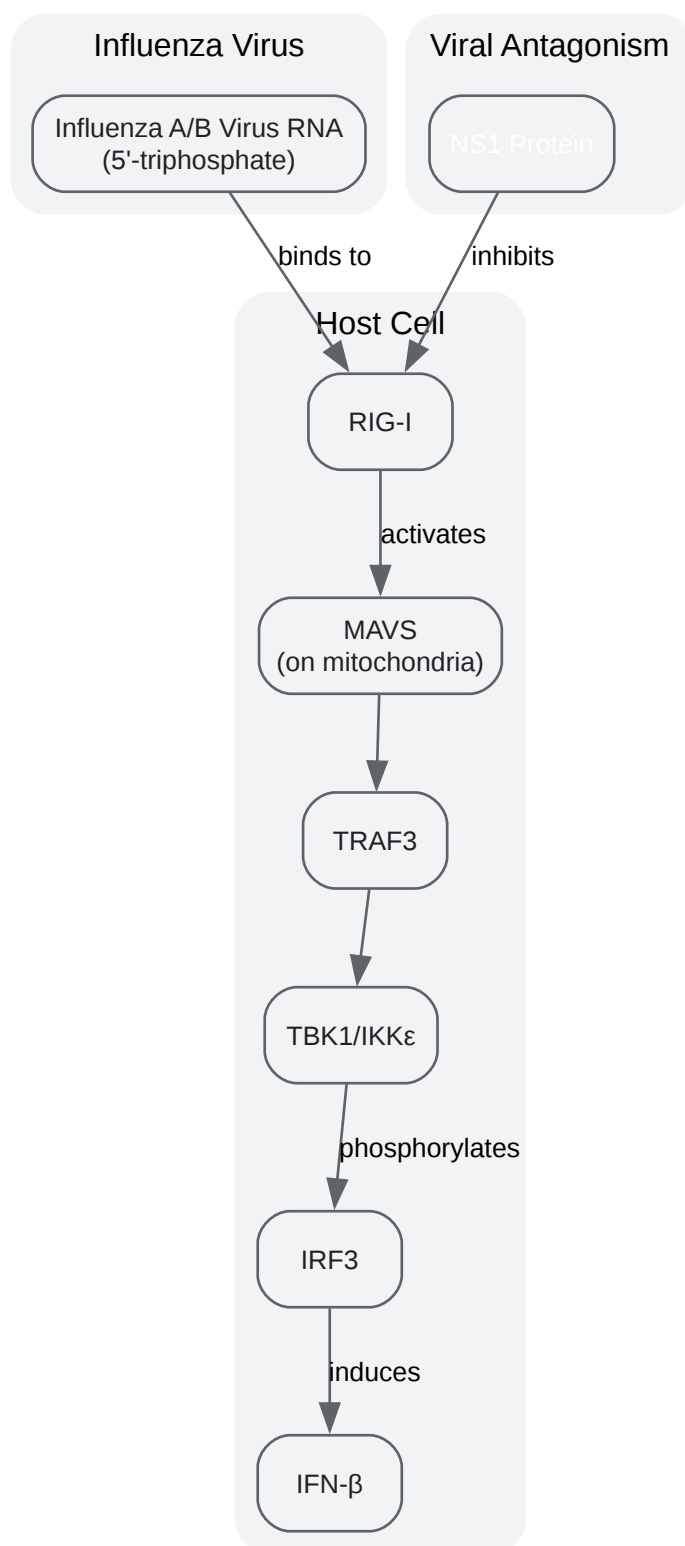 Influenza Virus
Viral Antagonism
Influenza A/B Virus RNA
(5'-triphosphate)
NS1 Protein
binds to
inhibits
Host Cell
RIG-I
activates
MAVS
(on mitochondria)
TRAF3
TBK1/IKKε
phosphorylates
IRF3
induces
IFN-β